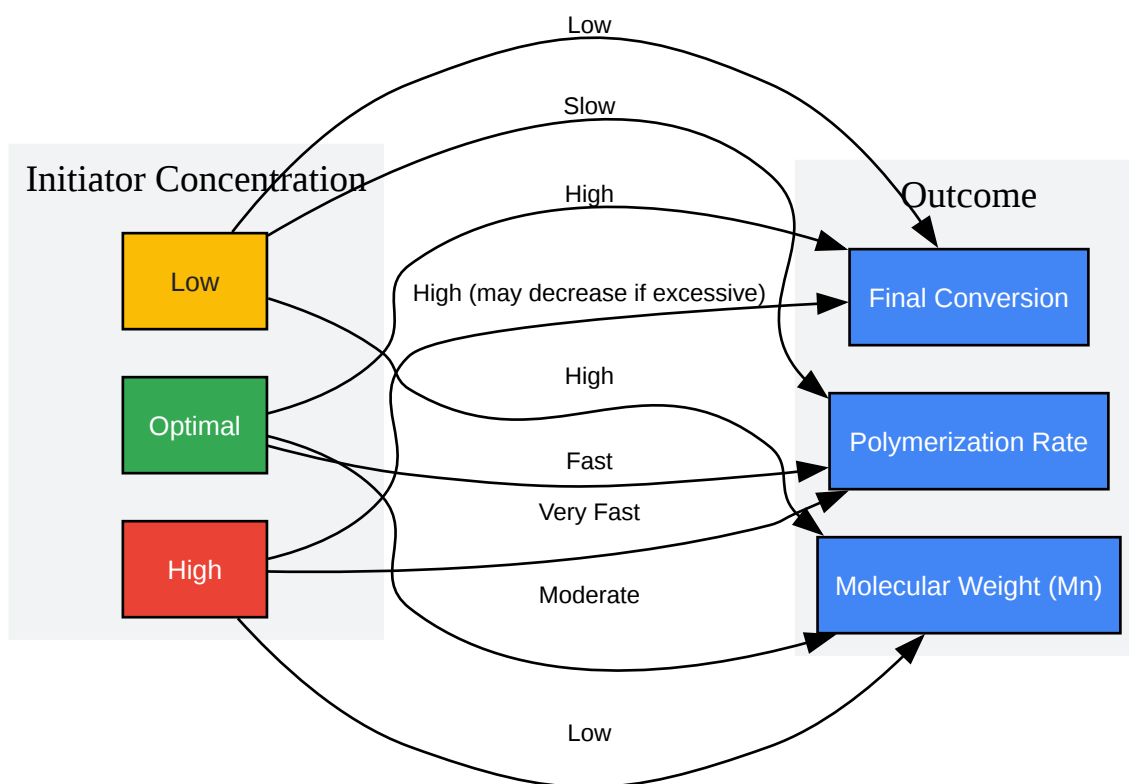 Low
Slow
Initiator Concentration
Outcome
High
Low
High (may decrease if excessive)
Final Conversion
High
Optimal
Polymerization Rate
Fast
Very Fast
High
Moderate
Molecular Weight (Mn)
Low